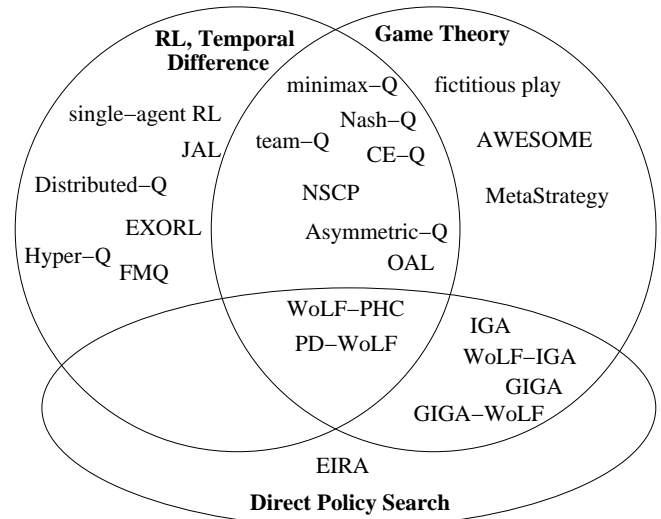 RL, Temporal
Difference
Game Theory
single−agent RL
JAL
Distributed−Q
EXORL
Hyper−Q
FMQ
minimax−Q
Nash−Q
team−Q
CE−Q
NSCP
Asymmetric−Q
OAL
fictitious play
AWESOME
MetaStrategy
WoLF−PHC
PD−WoLF
IGA
WoLF−IGA
GIGA
GIGA−WoLF
EIRA
Direct Policy Search